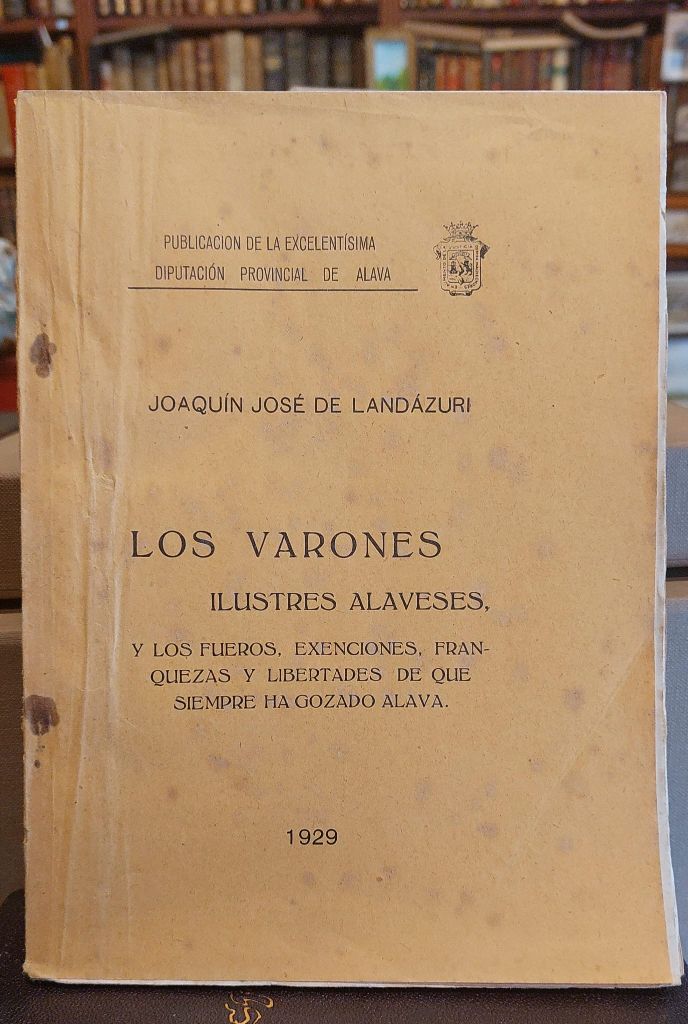 PUBLICACION DE LA EXCELENTÍSIMA
DIPUTACIÓN PROVINCIAL DE ALAVA
JOAQUÍN JOSÉ DE LANDÁZURI
LOS VARONES
ILUSTRES ALAVESES,
Y LOS FUEROS, EXENCIONES, FRAN-
QUEZAS Y LIBERTADES DE QUE
SIEMPRE HA GOZADO ALAVA.
1929